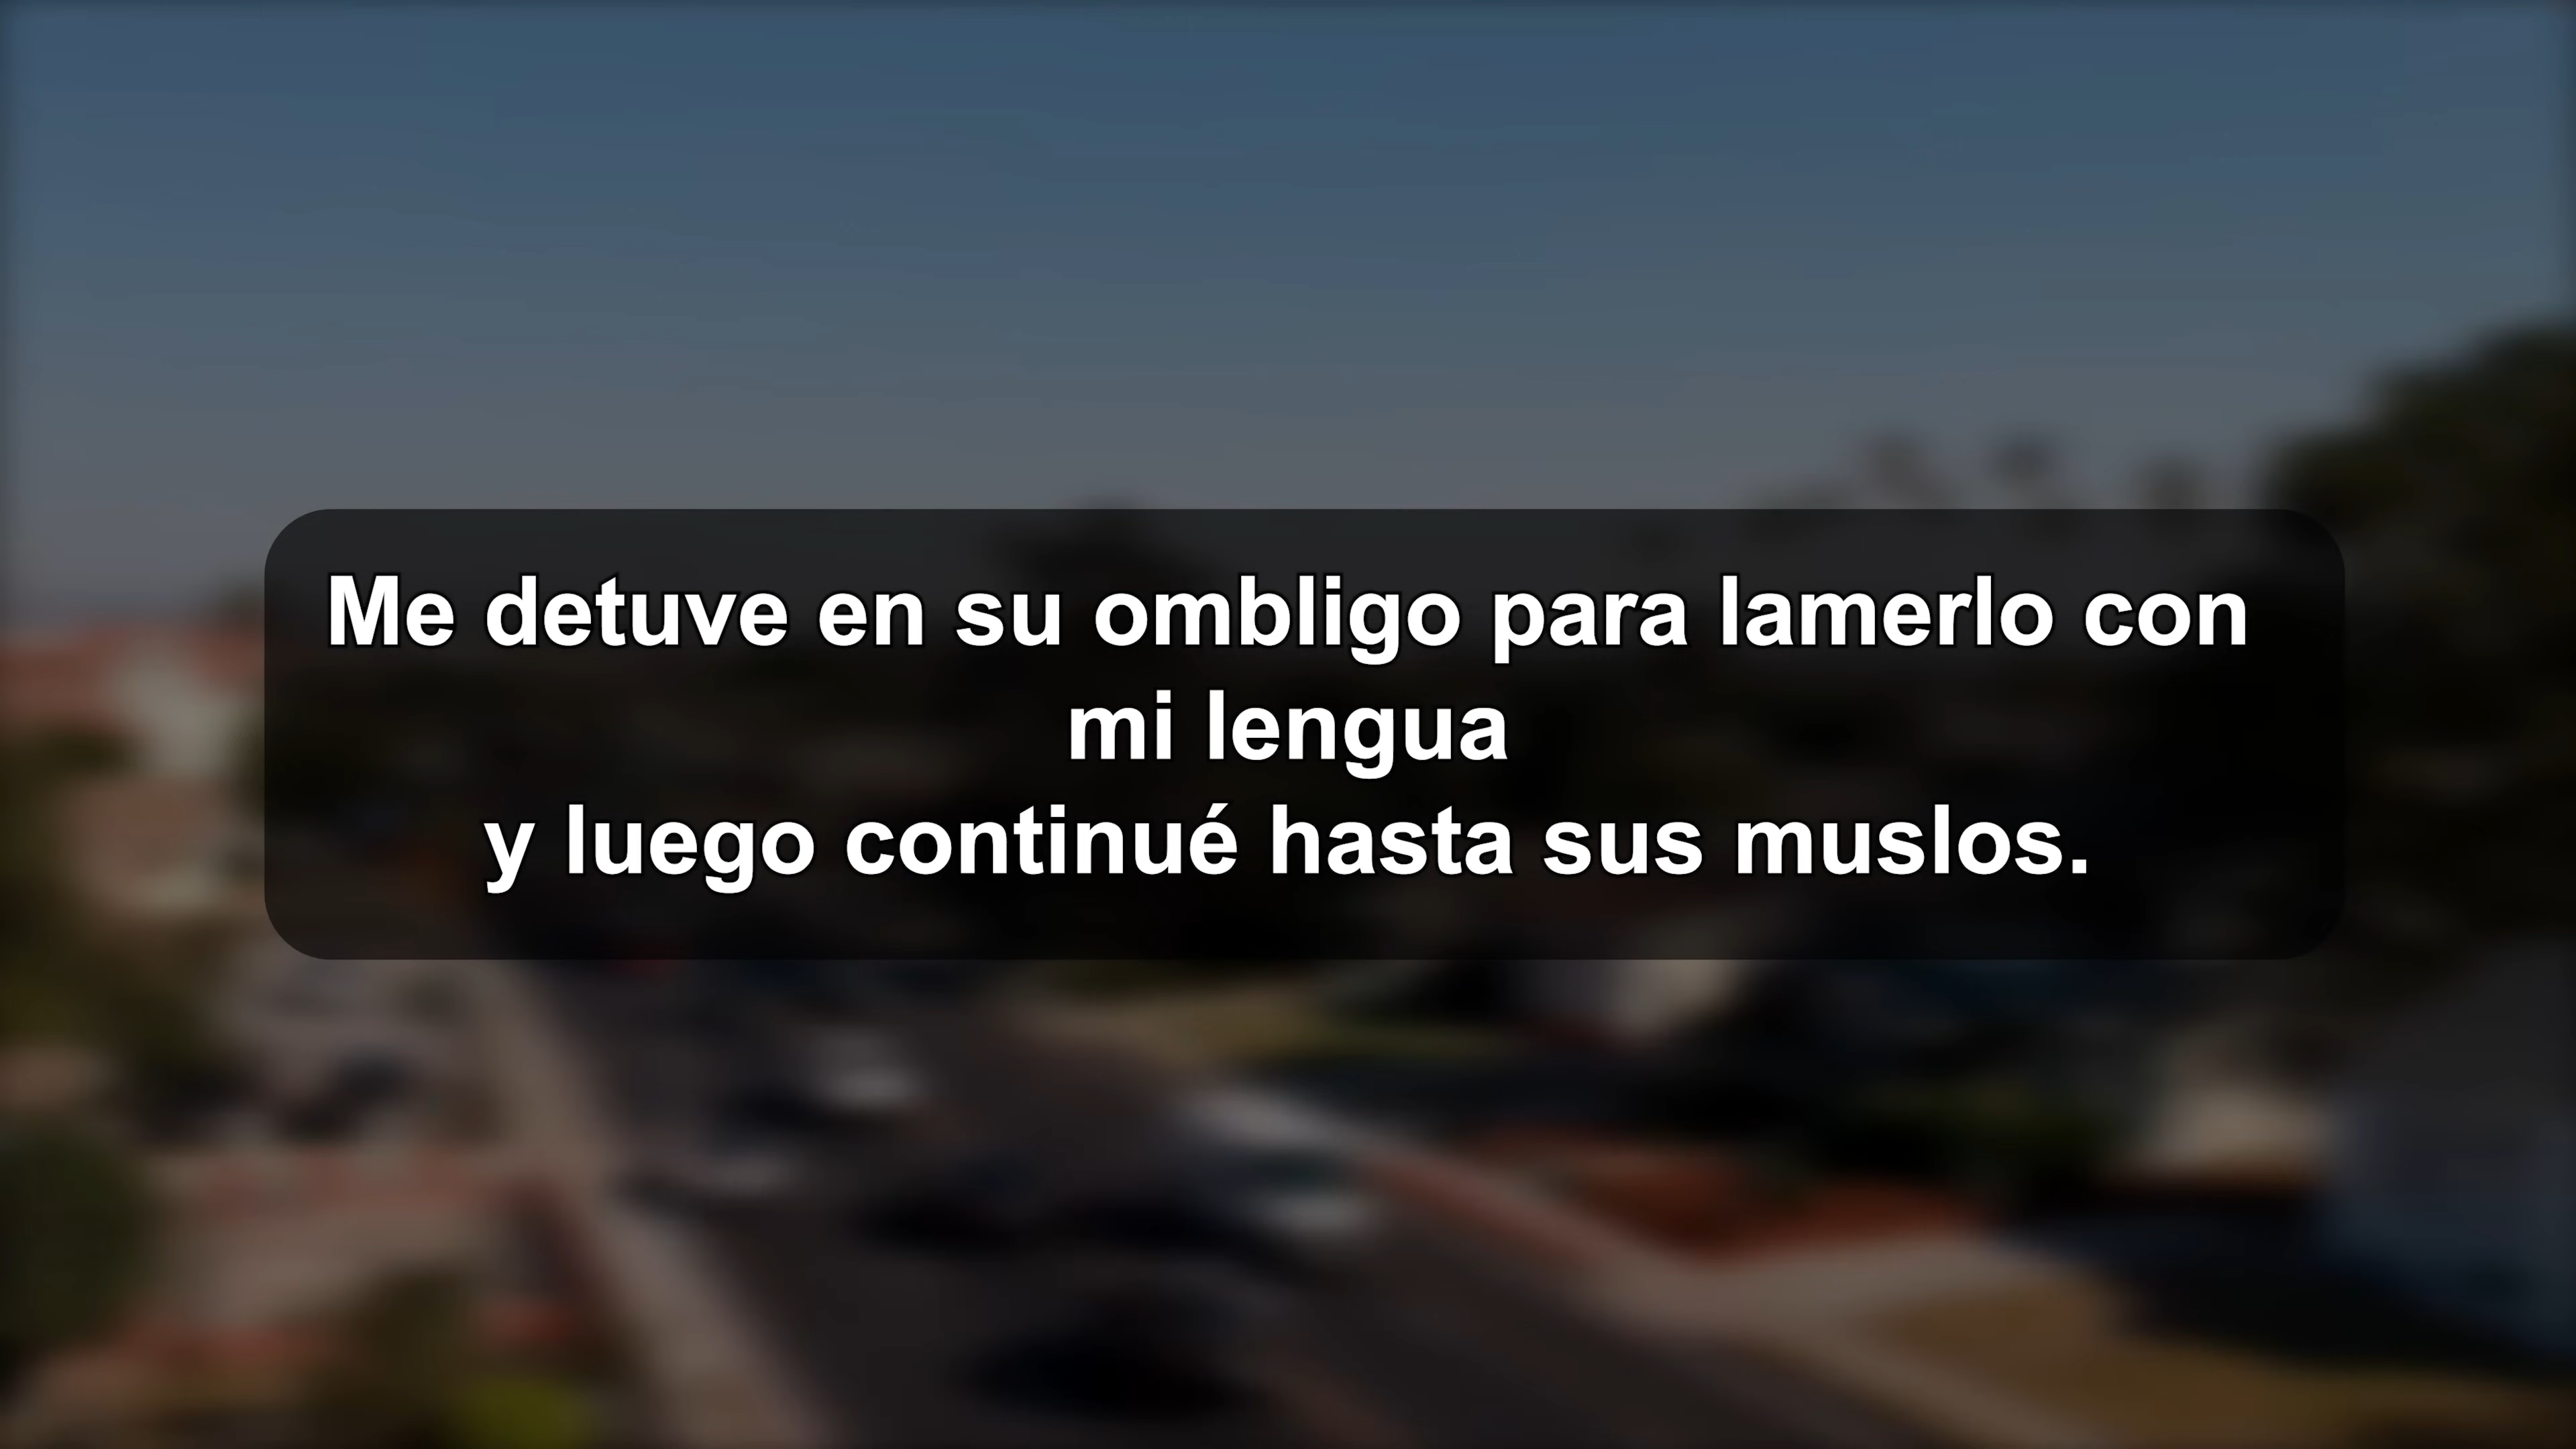 Me detuve en su ombligo para lamerlo con
mi lengua
y luego continué hasta sus muslos.